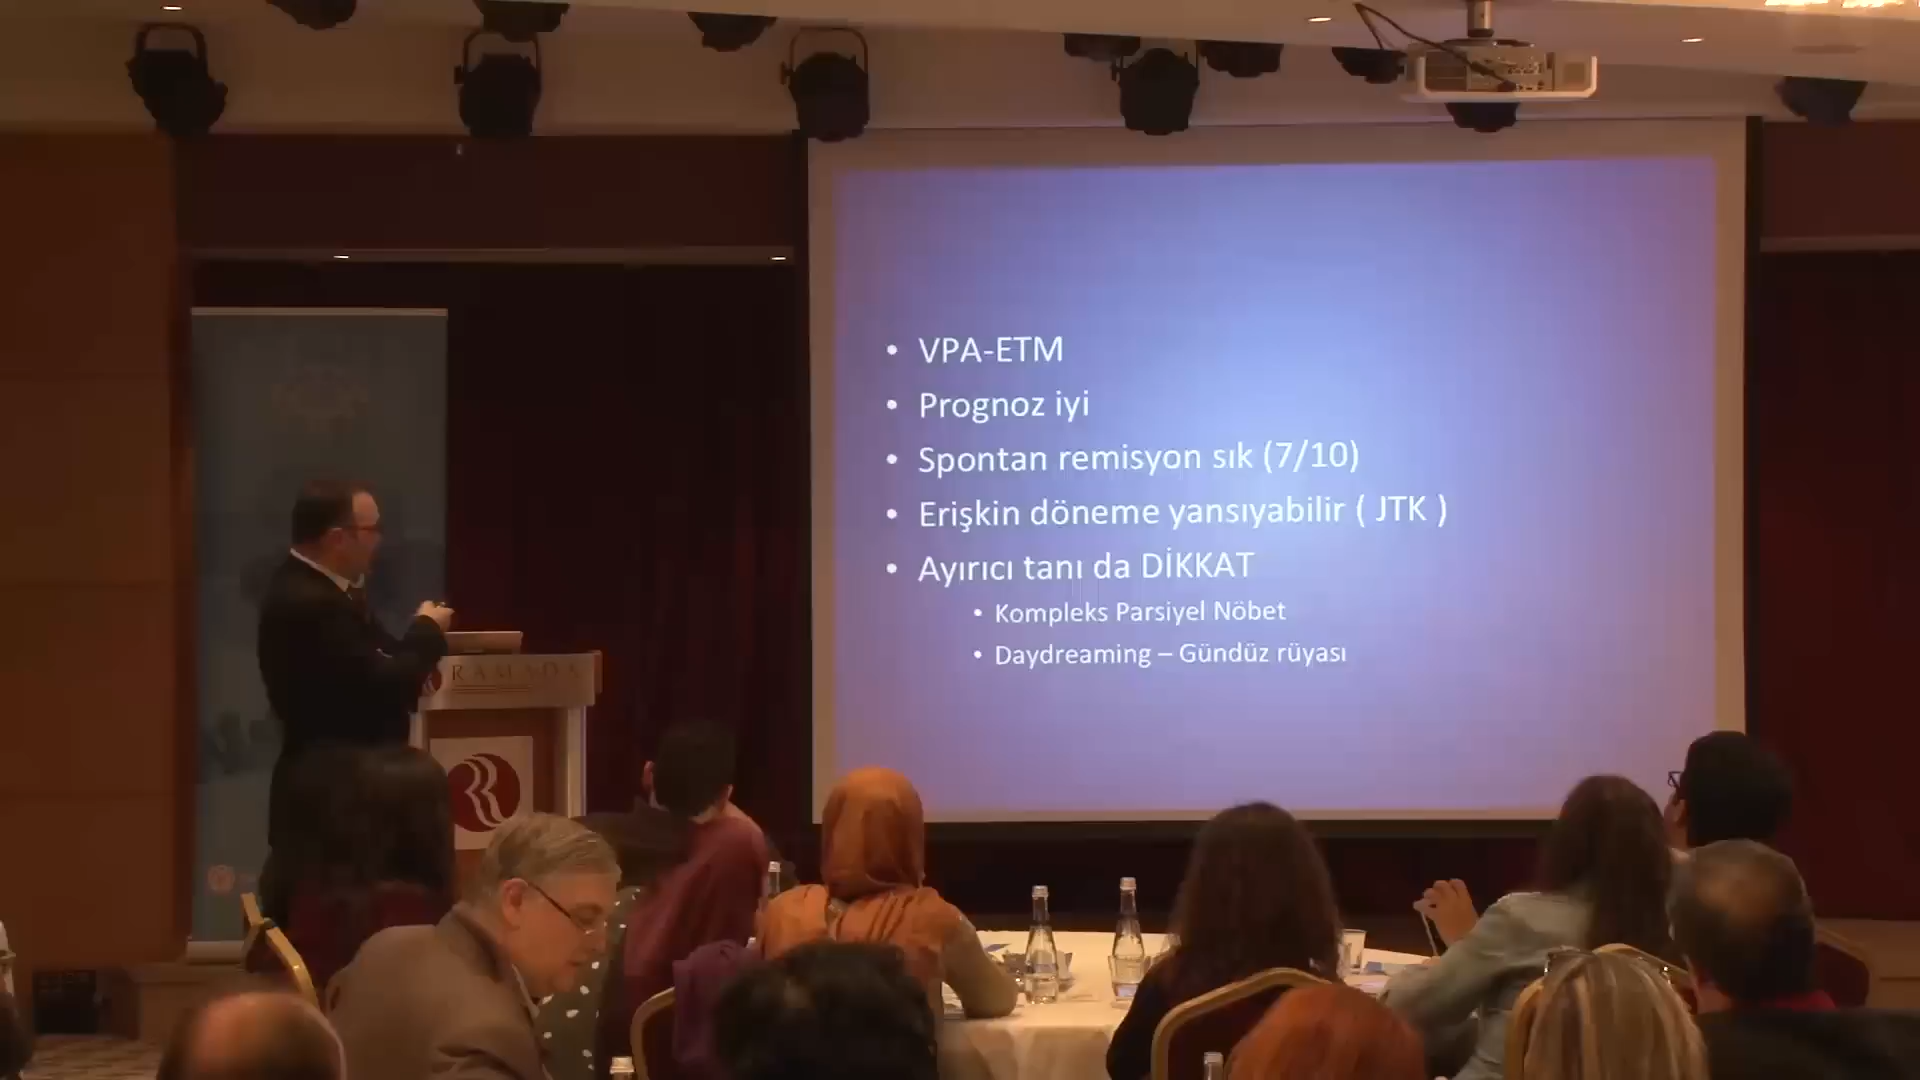 • VPA-ETM
• Prognoz iyi
• Spontan remisyon sık (7/10)
• Erişkin döneme yansıyabilir ( JTK )
• Ayırıcı tanı da DİKKAT
• Kompleks Parsiyel Nöbet
• Daydreaming – Gündüz rüyası
RAMADA